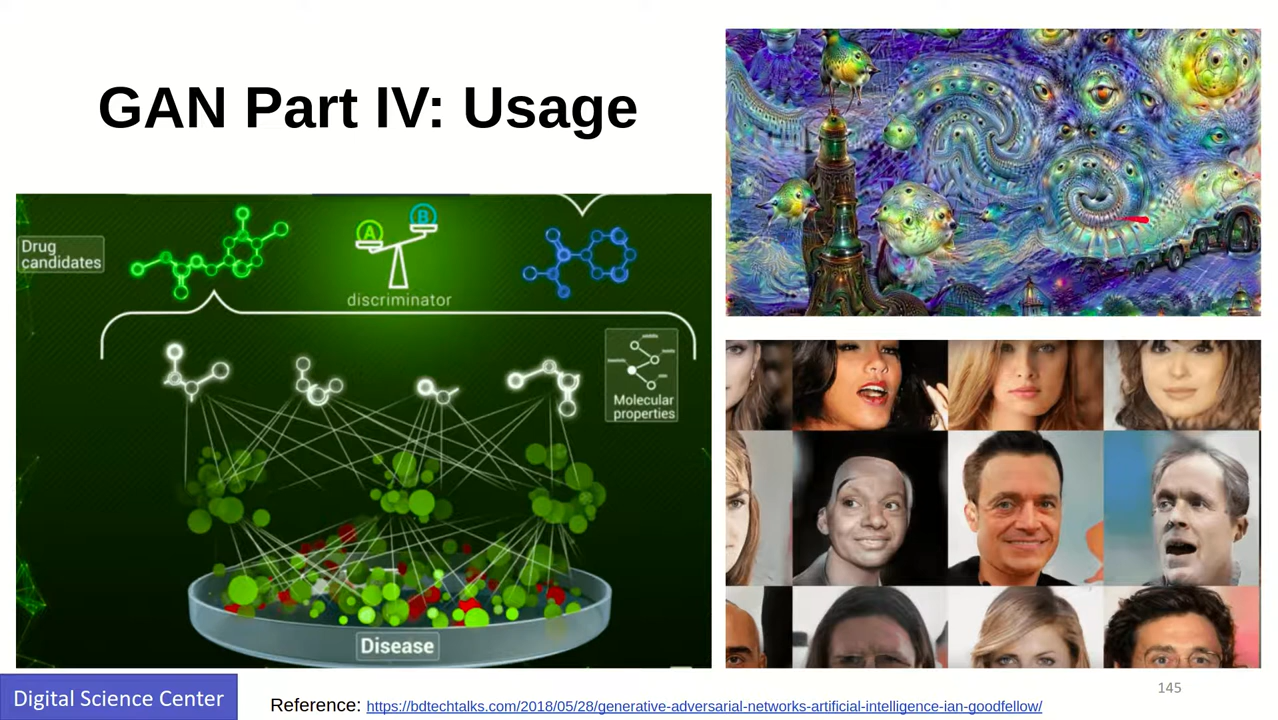 GAN Part IV: Usage
Drug
candidates
A
B
discriminator
Molecular
properties
Disease
145
Digital Science Center
Reference: https://bdtechtalks.com/2018/05/28/generative-adversarial-networks-artificial-intelligence-ian-goodfellow/